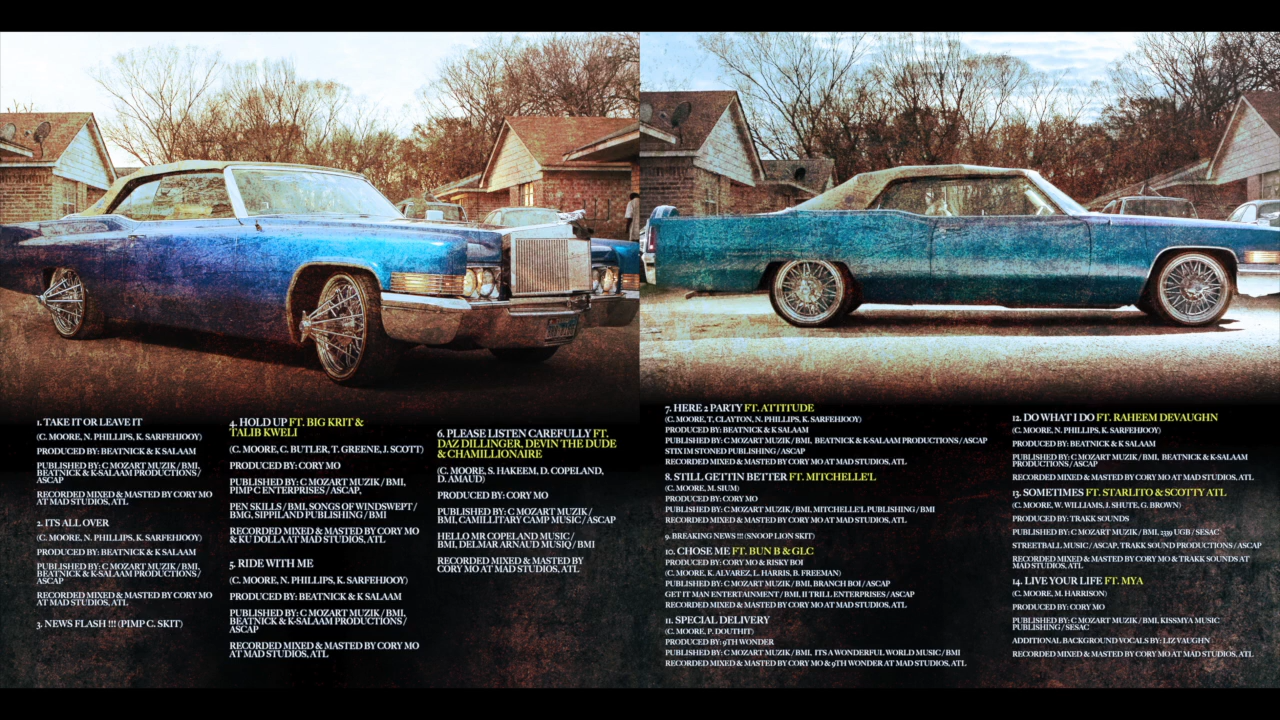 1. TAKE IT OR LEAVE IT
(C. MOORE, N. PHILLIPS, K. SARFEHJOOY)
PRODUCED BY: BEATNICK & K SALAAM
PUBLISHED BY: C MOZART MUZIK / BMI,
BEATNICK & K-SALAAM PRODUCTIONS /
ASCAP
RECORDED MIXED & MASTED BY CORY MO
AT MAD STUDIOS, ATL
2. ITS ALL OVER
(C. MOORE, N. PHILLIPS, K. SARFEHJOOY)
PRODUCED BY: BEATNICK & K SALAAM
PUBLISHED BY: C MOZART MUZIK / BMI,
BEATNICK & K-SALAAM PRODUCTIONS /
ASCAP
RECORDED MIXED & MASTED BY CORY MO
AT MAD STUDIOS, ATL
3. NEWS FLASH !!! (PIMP C. SKIT)
4. HOLD UP FT. BIG KRIT &
TALIB KWELI
(C. MOORE, C. BUTLER, T. GREENE, J. SCOTT)
PRODUCED BY: CORY MO
PUBLISHED BY: C MOZART MUZIK / BMI,
PIMP C ENTERPRISES / ASCAP,
PEN SKILLS / BMI, SONGS OF WINDSWEPT /
BMG, SIPPILAND PUBLISHING / BMI
RECORDED MIXED & MASTED BY CORY MO
& KU DOLLA AT MAD STUDIOS, ATL
5. RIDE WITH ME
(C. MOORE, N. PHILLIPS, K. SARFEHJOOY)
PRODUCED BY: BEATNICK & K SALAAM
PUBLISHED BY: C MOZART MUZIK / BMI,
BEATNICK & K-SALAAM PRODUCTIONS /
ASCAP
RECORDED MIXED & MASTED BY CORY MO
AT MAD STUDIOS, ATL
6. PLEASE LISTEN CAREFULLY FT.
DAZ DILLINGER, DEVIN THE DUDE
& CHAMILLIONAIRE
(C. MOORE, S. HAKEEM, D. COPELAND,
D. AMAUD)
PRODUCED BY: CORY MO
PUBLISHED BY: C MOZART MUZIK /
BMI, CAMILLITARY CAMP MUSIC / ASCAP
HELLO MR COPELAND MUSIC /
BMI, DELMAR ARNAUD MUSIQ / BMI
RECORDED MIXED & MASTED BY
CORY MO AT MAD STUDIOS, ATL
7. HERE 2 PARTY FT. ATTITUDE
(C. MOORE, T. CLAYTON, N. PHILLIPS, K. SARFEHJOOY)
PRODUCED BY: BEATNICK & K SALAAM
PUBLISHED BY: C MOZART MUZIK / BMI, BEATNICK & K-SALAAM PRODUCTIONS / ASCAP
STIX IM STONED PUBLISHING / ASCAP
RECORDED MIXED & MASTED BY CORY MO AT MAD STUDIOS, ATL
8. STILL GETTIN BETTER FT. MITCHELLE'L
(C. MOORE, M. SIUM)
PRODUCED BY: CORY MO
PUBLISHED BY: C MOZART MUZIK / BMI, MITCHELLE'L PUBLISHING / BMI
RECORDED MIXED & MASTED BY CORY MO AT MAD STUDIOS, ATL
9. BREAKING NEWS !!! (SNOOP LION SKIT)
10. CHOSE ME FT. BUN B & GLC
PRODUCED BY: CORY MO & RISKY BOI
(C. MOORE, K. ALVAREZ, L. HARRIS, B. FREEMAN)
PUBLISHED BY: C MOZART MUZIK / BMI, BRANCH BOI / ASCAP
GET IT MAN ENTERTAINMENT / BMI, II TRILL ENTERPRISES / ASCAP
RECORDED MIXED & MASTED BY CORY MO AT MAD STUDIOS, ATL
11. SPECIAL DELIVERY
(C. MOORE, P. DOUTHIT)
PRODUCED BY: 9TH WONDER
PUBLISHED BY: C MOZART MUZIK / BMI, ITS A WONDERFUL WORLD MUSIC / BMI
RECORDED MIXED & MASTED BY CORY MO & 9TH WONDER AT MAD STUDIOS, ATL
12. DO WHAT I DO FT. RAHEEM DEVAUGHN
(C. MOORE, N. PHILLIPS, K. SARFEHJOOY)
PRODUCED BY: BEATNICK & K SALAAM
PUBLISHED BY: C MOZART MUZIK / BMI, BEATNICK & K-SALAAM
PRODUCTIONS / ASCAP
RECORDED MIXED & MASTED BY CORY MO AT MAD STUDIOS, ATL
13. SOMETIMES FT. STARLITO & SCOTTY ATL
(C. MOORE, W. WILLIAMS, J. SHUTE, G. BROWN)
PRODUCED BY: TRAKK SOUNDS
PUBLISHED BY: C MOZART MUZIK / BMI, 2339 UGB / SESAC
STREETBALL MUSIC / ASCAP, TRAKK SOUND PRODUCTIONS / ASCAP
RECORDED MIXED & MASTED BY CORY MO & TRAKK SOUNDS AT
MAD STUDIOS, ATL
14. LIVE YOUR LIFE FT. MYA
(C. MOORE, M. HARRISON)
PRODUCED BY: CORY MO
PUBLISHED BY: C MOZART MUZIK / BMI, KISSMYA MUSIC
PUBLISHING / SESAC
ADDITIONAL BACKGROUND VOCALS BY: LIZ VAUGHN
RECORDED MIXED & MASTED BY CORY MO AT MAD STUDIOS, ATL